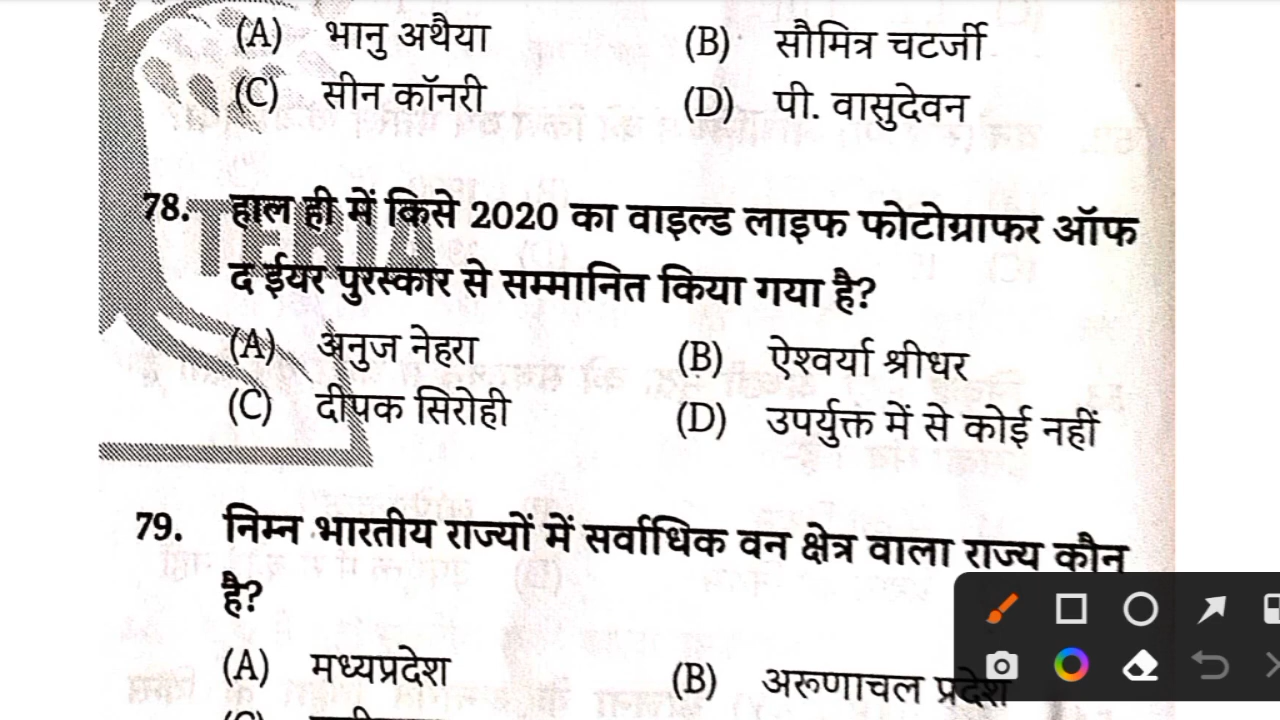 (A) भानु अथैया (B) सौमित्र चटर्जी
(C) सीन कॉनरी (D) पी. वासुदेवन
78. हाल ही में किसे 2020 का वाइल्ड लाइफ फोटोग्राफर ऑफ
द ईयर पुरस्कार से सम्मानित किया गया है?
(A) अनुज नेहरा (B) ऐश्वर्या श्रीधर
(C) दीपक सिरोही (D) उपर्युक्त में से कोई नहीं
79. निम्न भारतीय राज्यों में सर्वाधिक वन क्षेत्र वाला राज्य कौन
है?
(A) मध्यप्रदेश (B) अरूणाचल प्रदेश
(C)